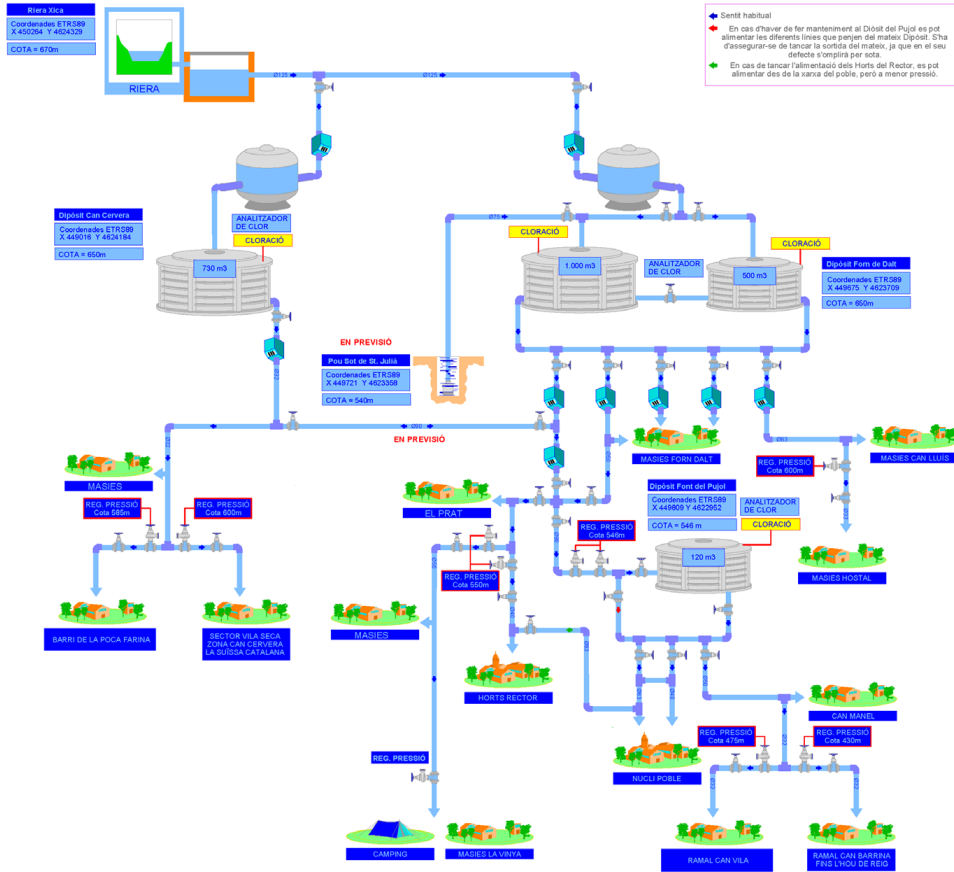 Riera Xica
Coordenades ETRS89
X 450264 Y 4624329
COTA = 670m
RIERA
Ø125
Ø125
Sentit habitual
En cas d'haver de fer manteniment al Diòsit del Pujol es pot
alimentar les diferents línies que penjen del mateix Dipòsit. S'ha
d'assegurar-se de tancar la sortida del mateix, ja que en el seu
defecte s'omplirà per sota.
En cas de tancar l'alimentació dels Horts del Rector, es pot
alimentar des de la xarxa del poble, però a menor pressió.
Dipòsit Can Cervera
Coordenades ETRS89
X 449016 Y 4624184
COTA = 650m
ANALITZADOR
DE CLOR
CLORACIÓ
730 m3
Ø75
CLORACIÓ
1.000 m3
ANALITZADOR
DE CLOR
CLORACIÓ
500 m3
Dipòsit Forn de Dalt
Coordenades ETRS89
X 449675 Y 4623709
COTA = 650m
EN PREVISIÓ
Pou Sot de St. Julià
Coordenades ETRS89
X 449721 Y 4623358
COTA = 540m
Ø90
EN PREVISIÓ
Ø63
MASIES FORN DALT
MASIES CAN LLUÍS
REG. PRESSIÓ
Cota 600m
MASIES HOSTAL
MASIES
REG. PRESSIÓ
Cota 565m
REG. PRESSIÓ
Cota 600m
BARRI DE LA POCA FARINA
SECTOR VILA SECA
ZONA CAN CERVERA
LA SUÏSSA CATALANA
EL PRAT
Dipòsit Font del Pujol
Coordenades ETRS89
X 449809 Y 4622952
COTA = 546 m
ANALITZADOR
DE CLOR
CLORACIÓ
120 m3
REG. PRESSIÓ
Cota 546m
REG. PRESSIÓ
Cota 550m
MASIES
HORTS RECTOR
CAN MANEL
NUCLI POBLE
REG. PRESSIÓ
Cota 475m
REG. PRESSIÓ
Cota 430m
REG. PRESSIÓ
CAMPING
MASIES LA VINYA
RAMAL CAN VILA
RAMAL CAN BARRINA
FINS L'HOU DE REIG